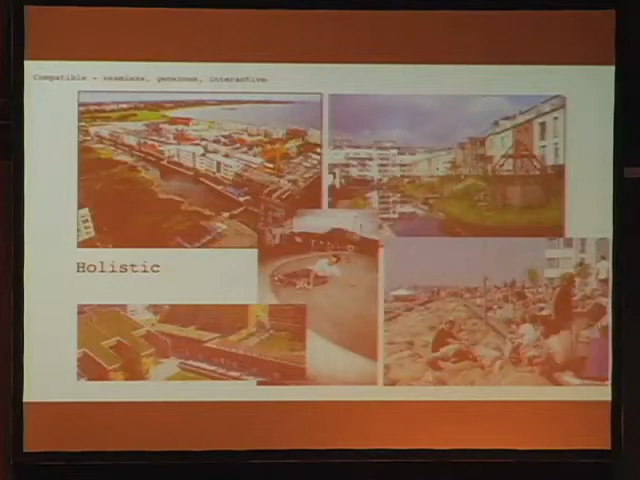 Compatible - seamless, generous, interactive
Holistic